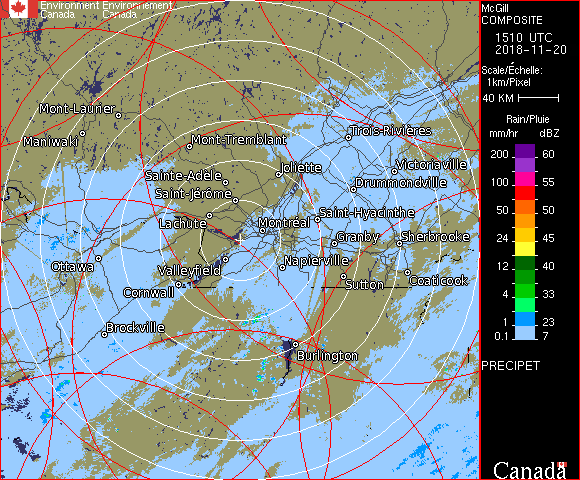 Environment Environnement
Canada Canada
McGill
COMPOSITE
1510 UTC
2018-11-20
Scale/Échelle:
1km/Pixel
40 KM
Rain/Pluie
mm/hr dBZ
200 60
55
100 55
50 50
24 45
12 40
4 33
1 23
0.1 7
PRECIPET
Canada
Mont-Laurier
Maniwaki
Mont-Tremblant
Trois-Rivières
Sainte-Adèle
Joliette
Victoriaville
Saint-Jérôme
Drummondville
Lachute
Montréal
Saint-Hyacinthe
Granby
Sherbrooke
Ottawa
Valleyfield
Napierville
Cornwall
Sutton
Coaticook
Brockville
Burlington